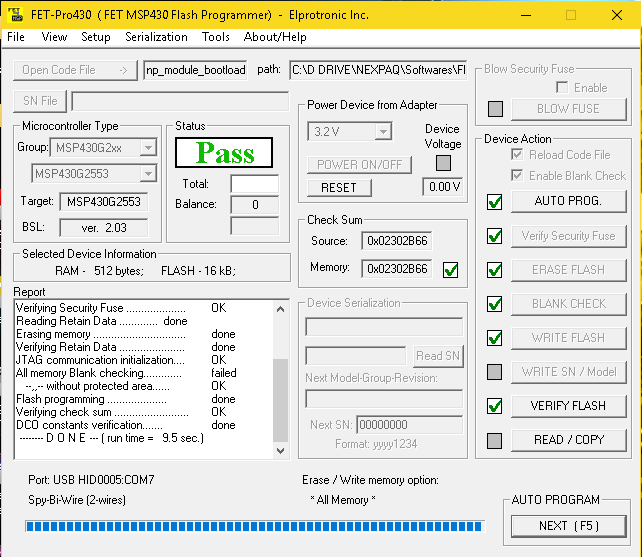 FET-Pro430 ( FET MSP430 Flash Programmer) - Elprotronic Inc.
File View Setup Serialization Tools About/Help
Open Code File -> np_module_bootload path: C:\D DRIVE\NEXPAQ\Softwares\Fl
SN File
Microcontroller Type
Group: MSP430G2xx
MSP430G2553
Target: MSP430G2553
BSL: ver. 2.03
Status
Pass
Total:
Balance: 0
Selected Device Information
RAM - 512 bytes; FLASH - 16 kB;
Report
Verifying Security Fuse .................... OK
Reading Retain Data ............. done
Erasing memory ............................... done
Verifying Retain Data ...................... done
JTAG communication initialization.... OK
All memory Blank checking............. failed
--,,-- without protected area...... OK
Flash programming .................... done
Verifying check sum ................... OK
DCO constants verification....... done
-------- D O N E --- ( run time = 9.5 sec.)
Power Device from Adapter
3.2 V
Device
Voltage
POWER ON/OFF
RESET
0.00 V
Check Sum
Source: 0x02302B66
Memory: 0x02302B66
Device Serialization
Read SN
Next Model-Group-Revision:
Next SN: 00000000
Format: yyyy1234
Blow Security Fuse
Enable
BLOW FUSE
Device Action
Reload Code File
Enable Blank Check
AUTO PROG.
Verify Security Fuse
ERASE FLASH
BLANK CHECK
WRITE FLASH
WRITE SN / Model
VERIFY FLASH
READ / COPY
Port: USB HID0005:COM7
Spy-Bi-Wire (2-wires)
Erase / Write memory option:
* All Memory *
AUTO PROGRAM
NEXT ( F5 )